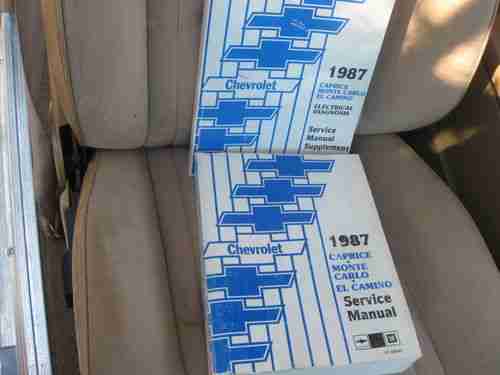 Chevrolet
1987
CAPRICE
MONTE CARLO
EL CAMINO
ELECTRICAL
DIAGNOSIS
Service
Manual
Supplement
Chevrolet
1987
CAPRICE
MONTE
CARLO
EL CAMINO
Service
Manual